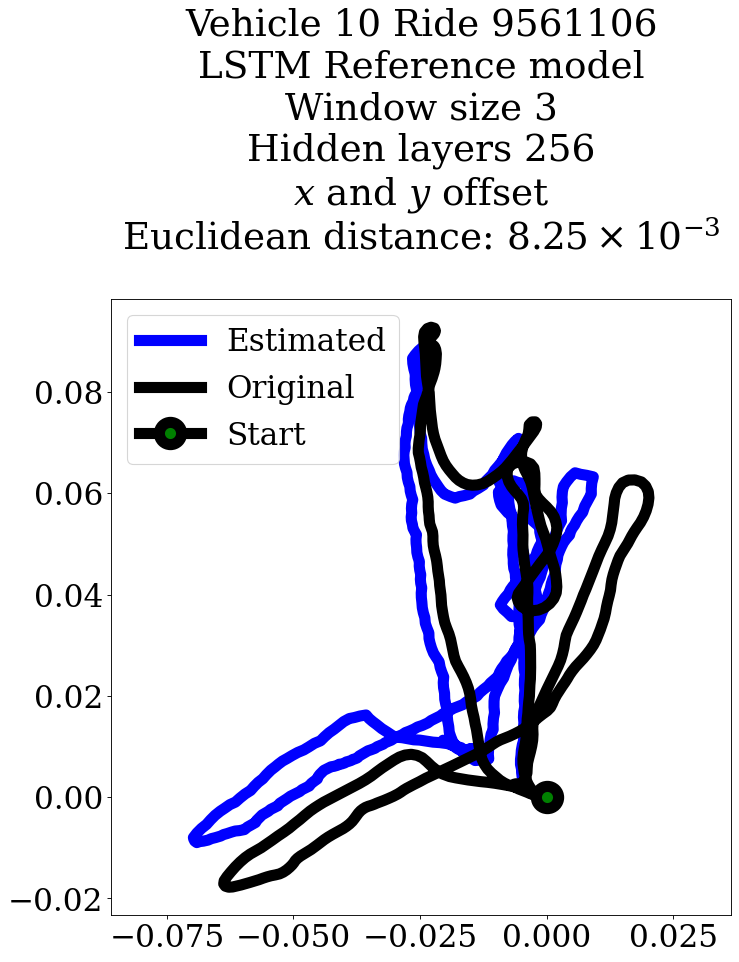 Vehicle 10 Ride 9561106
LSTM Reference model
Window size 3
Hidden layers 256
x and y offset
Euclidean distance: 8.25 × 10⁻³
Estimated
Original
Start
0.08
0.06
0.04
0.02
0.00
−0.02
−0.075 −0.050 −0.025 0.000 0.025